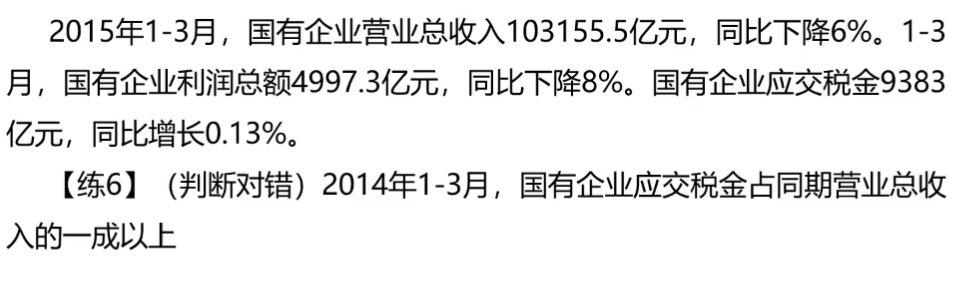 2015年1-3月，国有企业营业总收入103155.5亿元，同比下降6%。1-3
月，国有企业利润总额4997.3亿元，同比下降8%。国有企业应交税金9383
亿元，同比增长0.13%。
【练6】（判断对错）2014年1-3月，国有企业应交税金占同期营业总收
入的一成以上